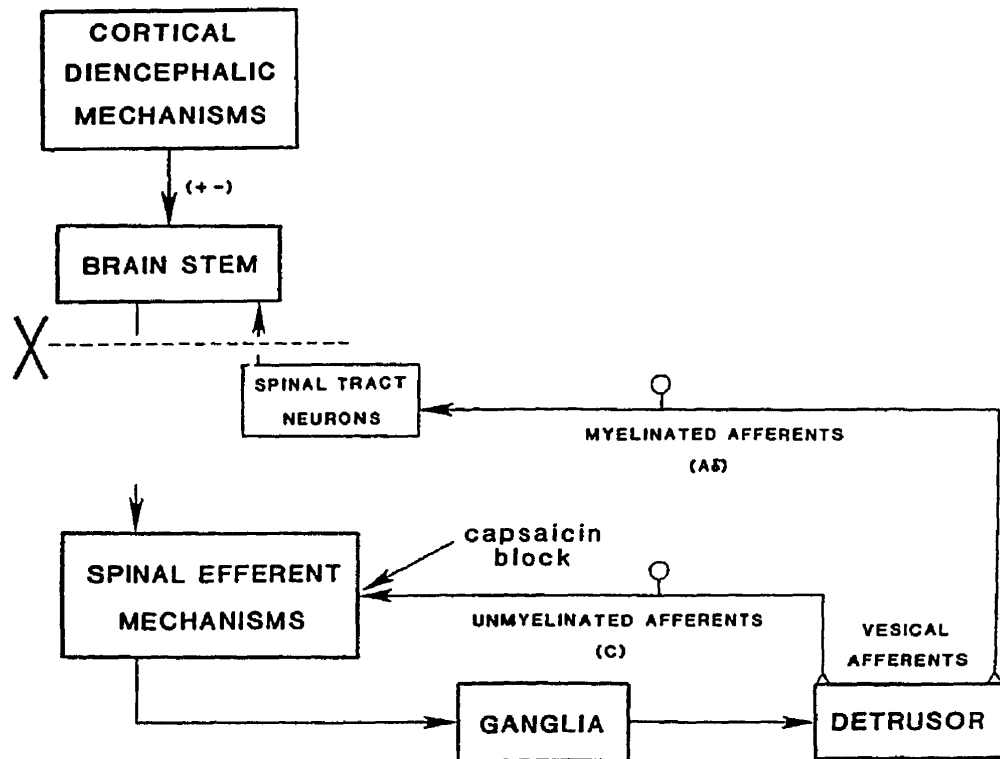 CORTICAL
DIENCEPHALIC
MECHANISMS
(+ -)
BRAIN STEM
X
SPINAL TRACT
NEURONS
MYELINATED AFFERENTS
(Aδ)
capsaicin
block
SPINAL EFFERENT
MECHANISMS
UNMYELINATED AFFERENTS
(C)
VESICAL
AFFERENTS
GANGLIA
DETRUSOR